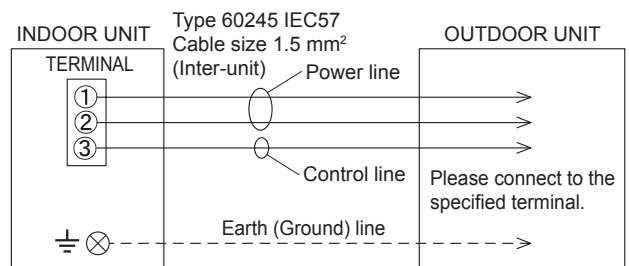 INDOOR UNIT
Type 60245 IEC57
Cable size 1.5 mm²
(Inter-unit)
OUTDOOR UNIT
TERMINAL
Power line
①
②
③
Control line
Please connect to the
specified terminal.
Earth (Ground) line